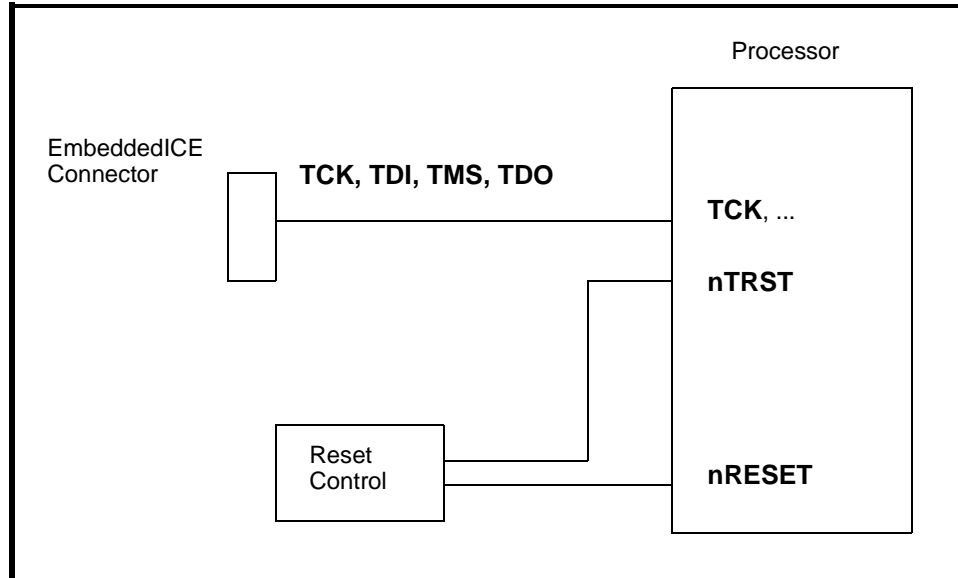 Processor
EmbeddedICE
Connector
TCK, TDI, TMS, TDO
TCK, ...
nTRST
Reset
Control
nRESET